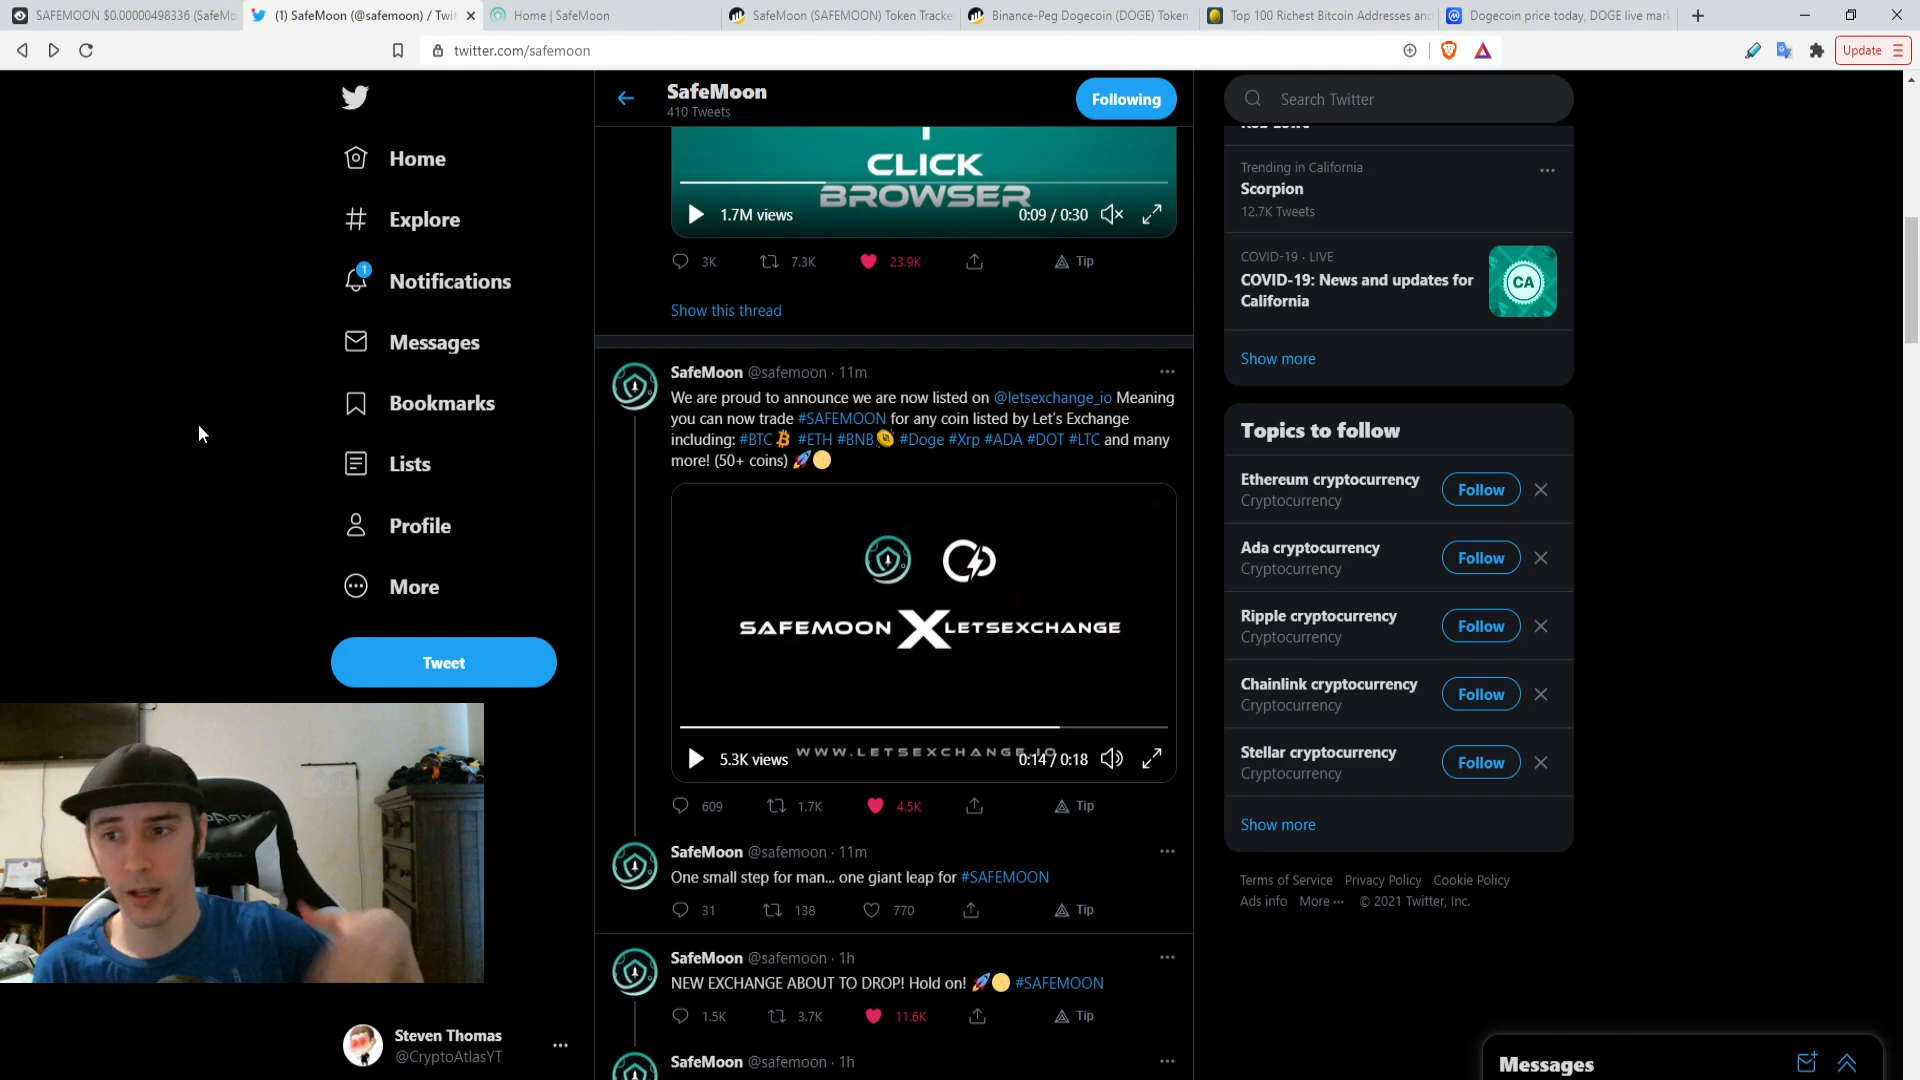 SAFEMOON $0.00000498336 (SafeMo
(1) SafeMoon (@safemoon) / Twit
Home | SafeMoon
SafeMoon (SAFEMOON) Token Tracke
Binance-Peg Dogecoin (DOGE) Token
Top 100 Richest Bitcoin Addresses and
Dogecoin price today, DOGE live mark
twitter.com/safemoon
Update
Home
Explore
1
Notifications
Messages
Bookmarks
Lists
Profile
More
Tweet
Steven Thomas
@CryptoAtlasYT
SafeMoon
410 Tweets
Following
CLICK
BROWSER
1.7M views
0:09 / 0:30
3K
7.3K
23.9K
Tip
Show this thread
SafeMoon @safemoon · 11m
We are proud to announce we are now listed on @letsexchange_io Meaning
you can now trade #SAFEMOON for any coin listed by Let's Exchange
including: #BTC #ETH #BNB #Doge #Xrp #ADA #DOT #LTC and many
more! (50+ coins) 🚀🌕
SAFEMOON X LETSEXCHANGE
WWW.LETSEXCHANGE.IO
5.3K views
0:14 / 0:18
609
1.7K
4.5K
Tip
SafeMoon @safemoon · 11m
One small step for man... one giant leap for #SAFEMOON
31
138
770
Tip
SafeMoon @safemoon · 1h
NEW EXCHANGE ABOUT TO DROP! Hold on! 🚀🌕 #SAFEMOON
1.5K
3.7K
11.6K
Tip
SafeMoon @safemoon · 1h
Search Twitter
Rob Lowe
Trending in California
Scorpion
12.7K Tweets
COVID-19 · LIVE
COVID-19: News and updates for
California
CA
Show more
Topics to follow
Ethereum cryptocurrency
Cryptocurrency
Follow
Ada cryptocurrency
Cryptocurrency
Follow
Ripple cryptocurrency
Cryptocurrency
Follow
Chainlink cryptocurrency
Cryptocurrency
Follow
Stellar cryptocurrency
Cryptocurrency
Follow
Show more
Terms of Service Privacy Policy Cookie Policy
Ads info More ··· © 2021 Twitter, Inc.
Messages